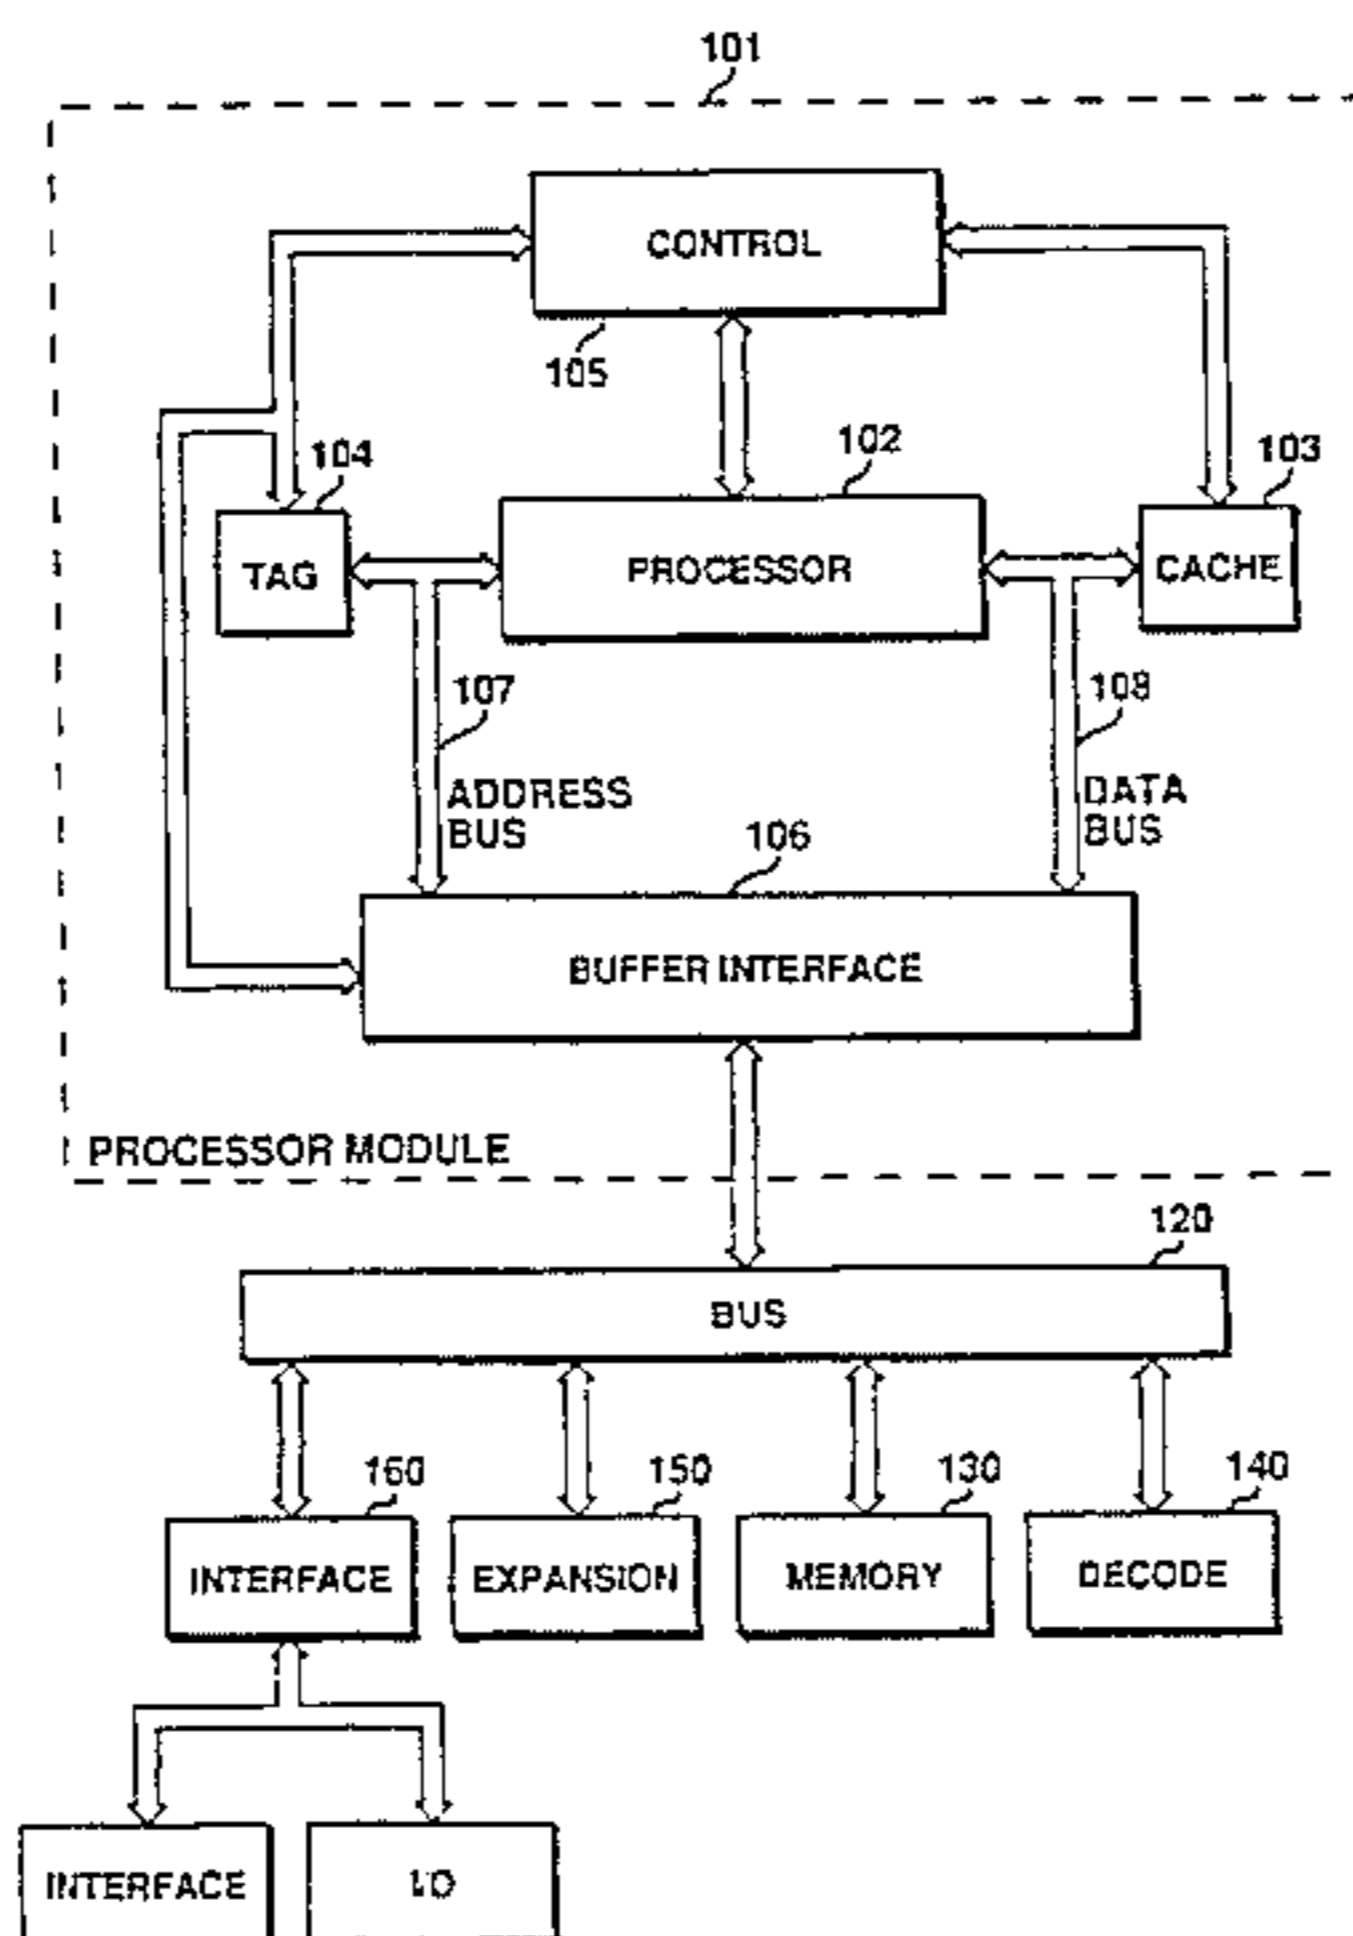 101
CONTROL
105
102
103
104
TAG
PROCESSOR
CACHE
107
108
ADDRESS
BUS
DATA
BUS
106
BUFFER INTERFACE
PROCESSOR MODULE
120
BUS
160
150
130
140
INTERFACE
EXPANSION
MEMORY
DECODE
INTERFACE
I/O